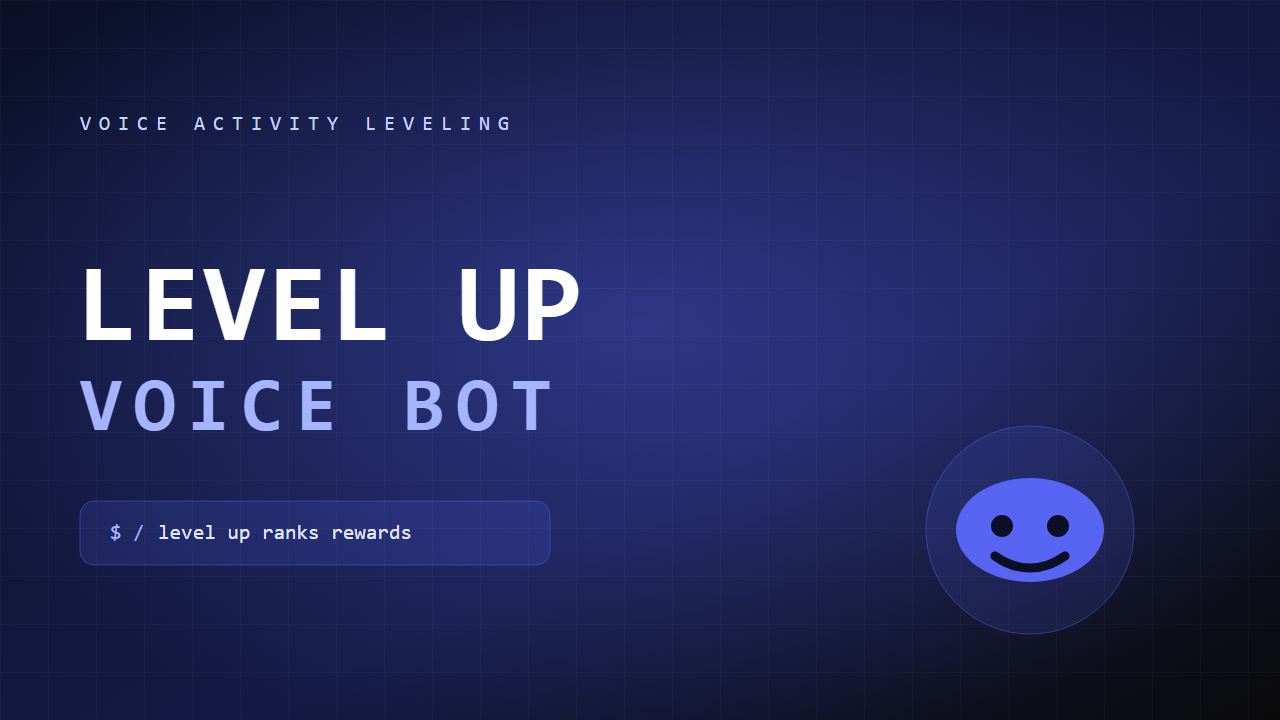 VOICE ACTIVITY LEVELING
LEVEL UP
VOICE BOT
$ / level up ranks rewards